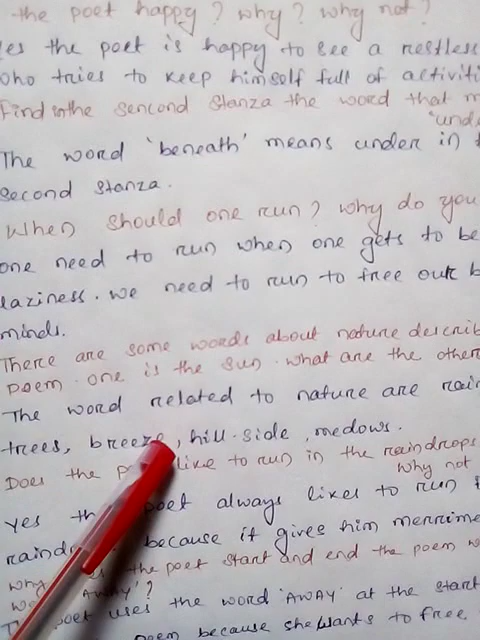 the poet happy? why? why not?
es the poet is happy to see a restless
who tries to keep himself full of activiti
Find in the sencond stanza the word that m
'unde
The word 'beneath' means under in
second stanza.
When should one run? why do you
one need to run when one gets to be
laziness. we need to run to free out b
minds.
There are some words about nature describ
poem. one is the sun. what are the other
The word related to nature are rain
trees, breeze, hill-side, medows.
Does the p like to run in the raindrops
why not
yes th poet always likes to run
raind because it gives him merrime
why the poet start and end the poem w
wo 'AWAY'?
T poet uses the word 'AWAY' at the start
poem because she wants to free